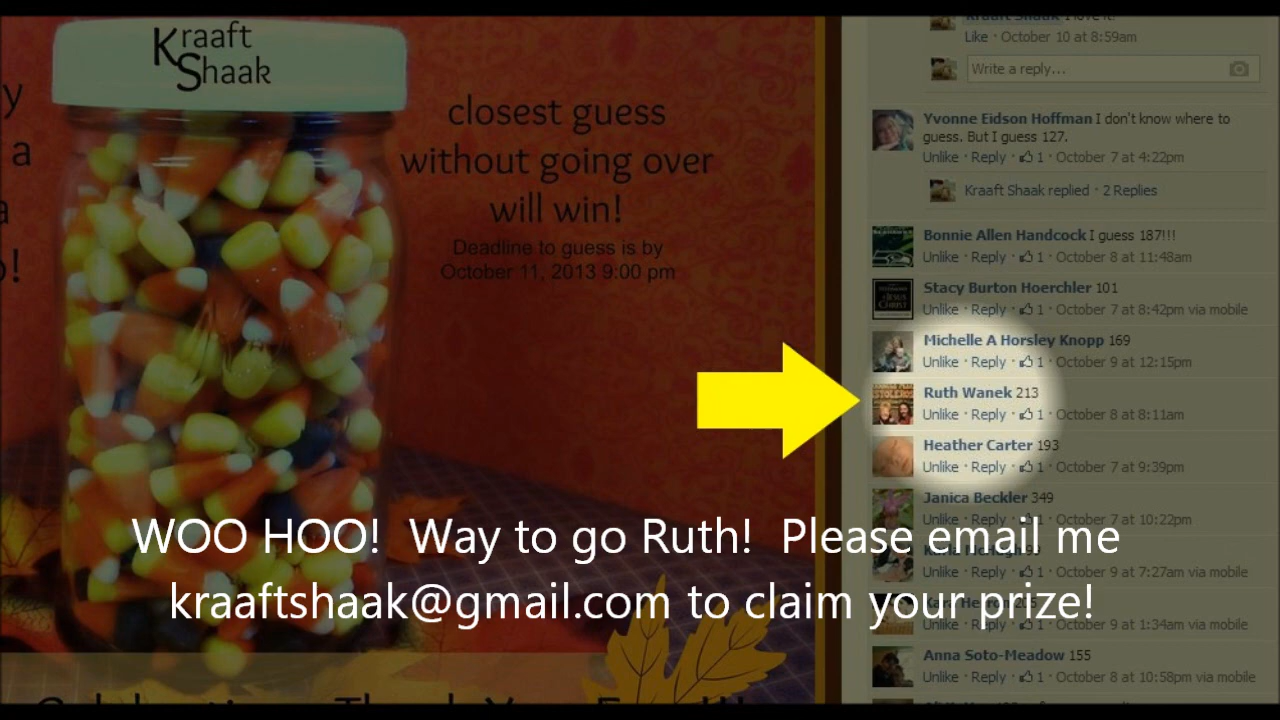 Kraaft
Shaak
y
a
a
o!
closest guess
without going over
will win!
Deadline to guess is by
October 11, 2013 9:00 pm
Kraaft Shaak I love it!
Like · October 10 at 8:59am
Write a reply...
Yvonne Eidson Hoffman I don't know where to
guess. But I guess 127.
Unlike · Reply · 1 · October 7 at 4:22pm
Kraaft Shaak replied · 2 Replies
Bonnie Allen Handcock I guess 187!!!
Unlike · Reply · 1 · October 8 at 11:48am
Stacy Burton Hoerchler 101
Unlike · Reply · 1 · October 7 at 8:42pm via mobile
Michelle A Horsley Knopp 169
Unlike · Reply · 1 · October 9 at 12:15pm
Ruth Wanek 213
Unlike · Reply · 1 · October 8 at 8:11am
Heather Carter 193
Unlike · Reply · 1 · October 7 at 9:39pm
Janica Beckler 349
Unlike · Reply · 1 · October 7 at 10:22pm
Unlike · Reply · 1 · October 9 at 7:27am via mobile
Unlike · Reply · 1 · October 9 at 1:34am via mobile
Anna Soto-Meadow 155
Unlike · Reply · 1 · October 8 at 10:58pm via mobile
WOO HOO! Way to go Ruth! Please email me
kraaftshaak@gmail.com to claim your prize!